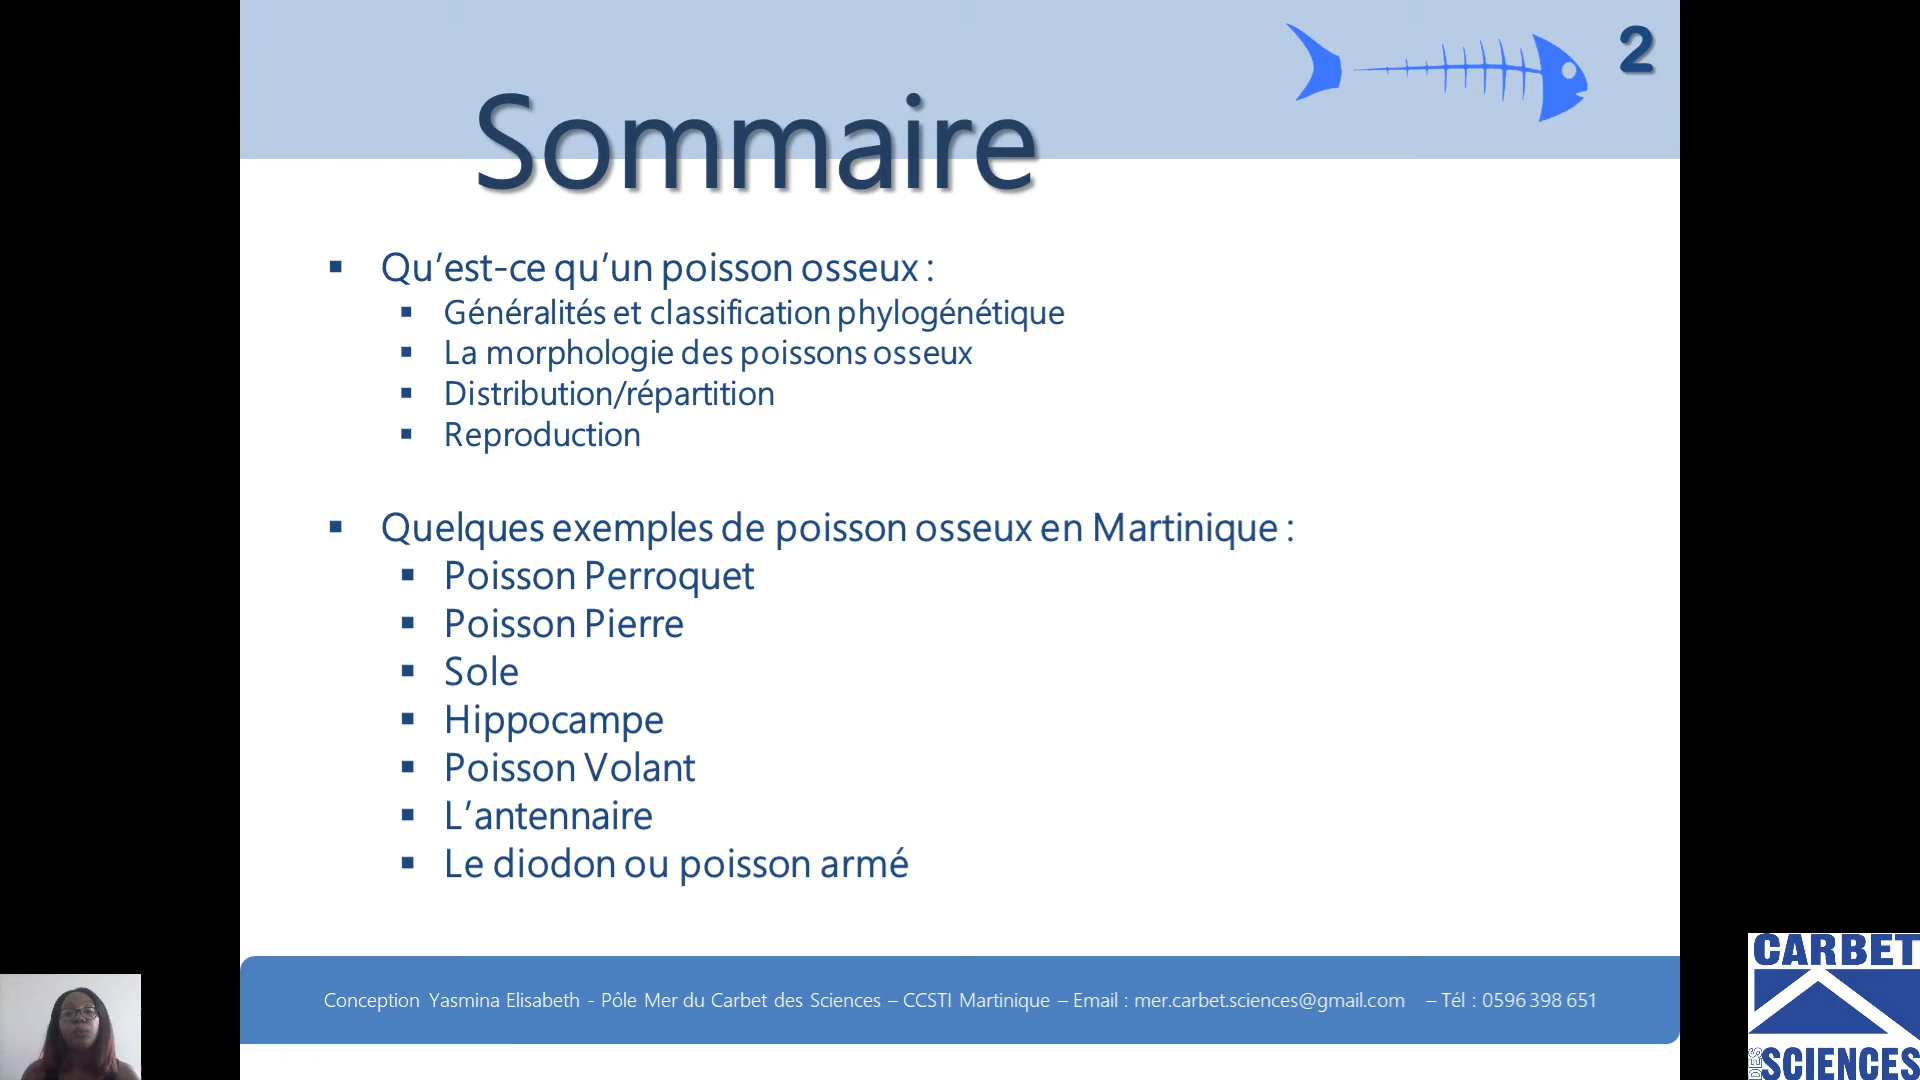 2
Sommaire
Qu’est-ce qu’un poisson osseux :
Généralités et classification phylogénétique
La morphologie des poissons osseux
Distribution/répartition
Reproduction
Quelques exemples de poisson osseux en Martinique :
Poisson Perroquet
Poisson Pierre
Sole
Hippocampe
Poisson Volant
L’antennaire
Le diodon ou poisson armé
Conception Yasmina Elisabeth - Pôle Mer du Carbet des Sciences – CCSTI Martinique – Email : mer.carbet.sciences@gmail.com – Tél : 0596 398 651
CARBET
DES SCIENCES